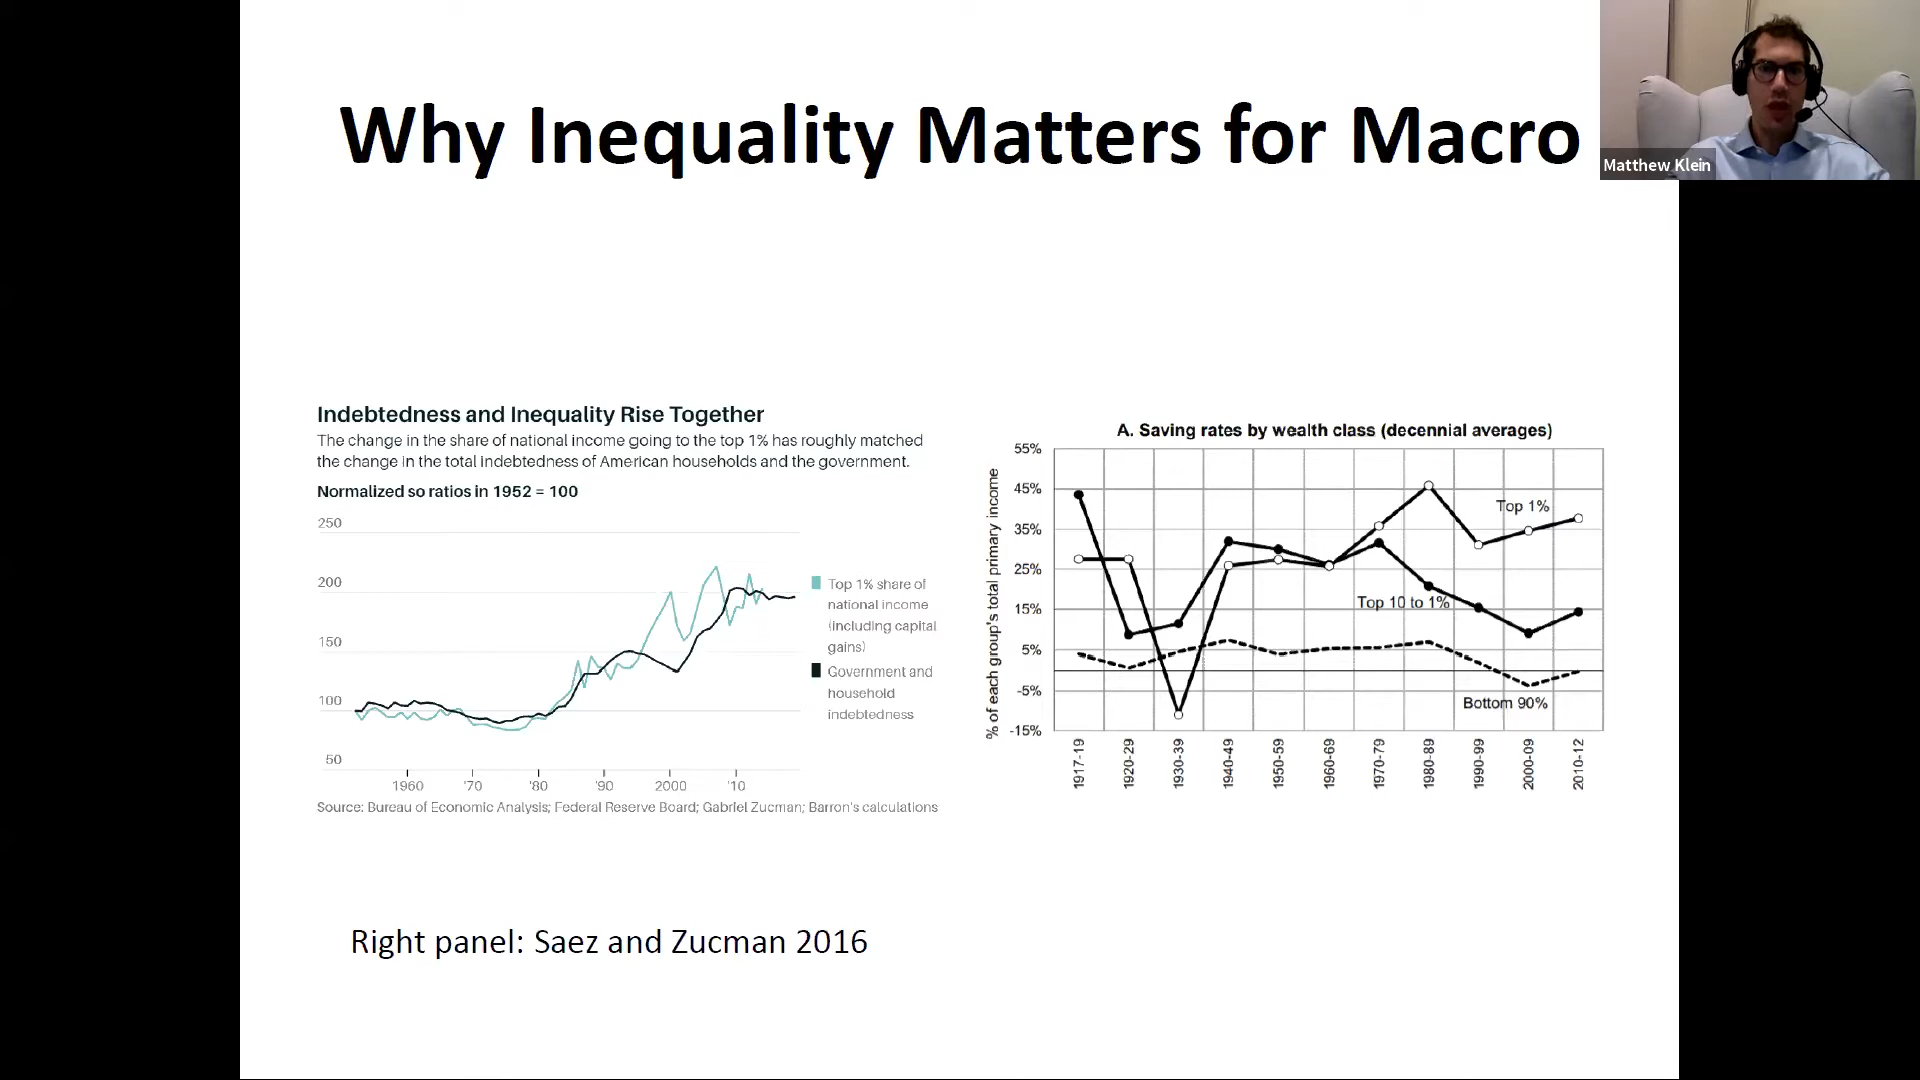 Why Inequality Matters for Macro
Matthew Klein
Indebtedness and Inequality Rise Together
The change in the share of national income going to the top 1% has roughly matched
the change in the total indebtedness of American households and the government.
Normalized so ratios in 1952 = 100
250
200
150
100
50
1960
'70
'80
'90
2000
'10
Top 1% share of
national income
(including capital
gains)
Government and
household
indebtedness
Source: Bureau of Economic Analysis; Federal Reserve Board; Gabriel Zucman; Barron's calculations
A. Saving rates by wealth class (decennial averages)
% of each group's total primary income
55%
45%
35%
25%
15%
5%
-5%
-15%
Top 1%
Top 10 to 1%
Bottom 90%
1917-19
1920-29
1930-39
1940-49
1950-59
1960-69
1970-79
1980-89
1990-99
2000-09
2010-12
Right panel: Saez and Zucman 2016